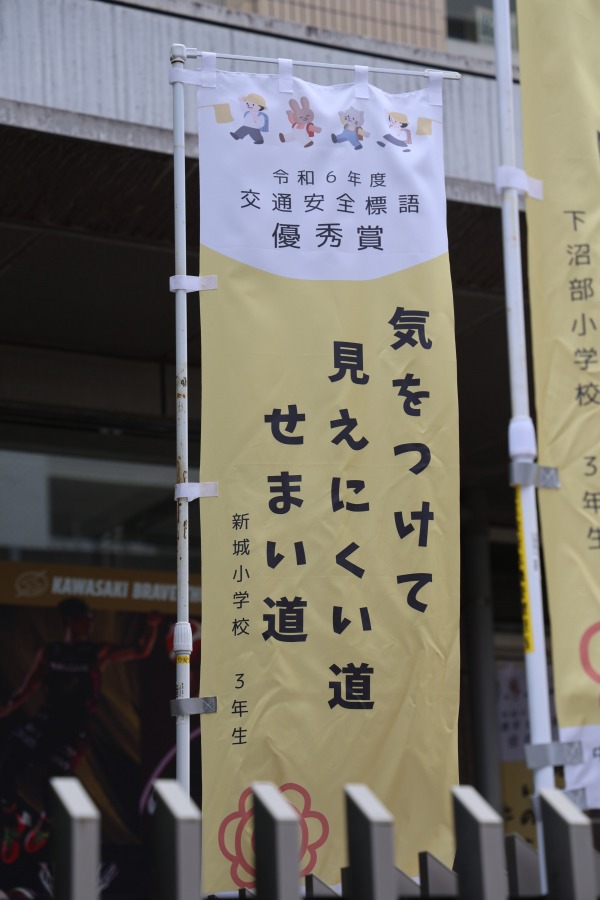 令和6年度
交通安全標語
優秀賞
気をつけて
見えにくい道
せまい道
新城小学校 3年生
下沼部小学校 3年生
KAWASAKI BRAVE